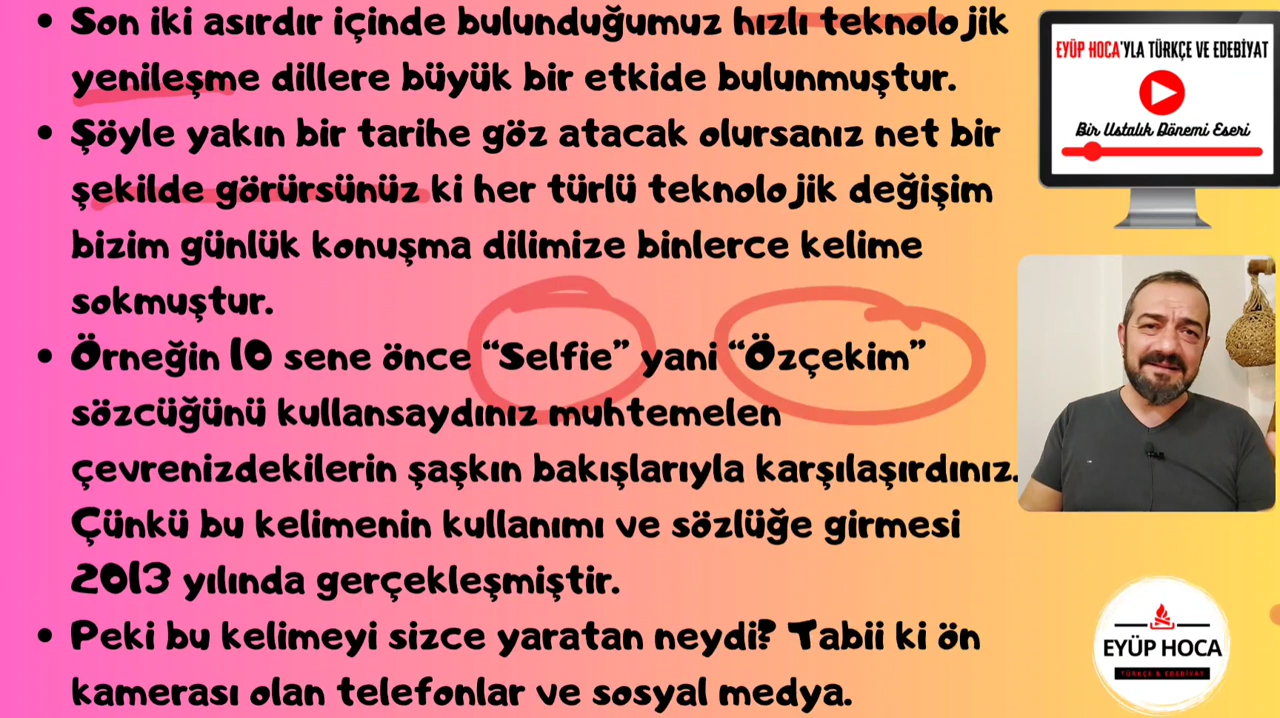 Son iki asırdır içinde bulunduğumuz hızlı teknolojik
yenileşme dillere büyük bir etkide bulunmuştur.
Şöyle yakın bir tarihe göz atacak olursanız net bir
şekilde görürsünüz ki her türlü teknolojik değişim
bizim günlük konuşma dilimize binlerce kelime
sokmuştur.
Örneğin 10 sene önce “Selfie” yani “Özçekim”
sözcüğünü kullansaydınız muhtemelen
çevrenizdekilerin şaşkın bakışlarıyla karşılaşırdınız.
Çünkü bu kelimenin kullanımı ve sözlüğe girmesi
2013 yılında gerçekleşmiştir.
Peki bu kelimeyi sizce yaratan neydi? Tabii ki ön
kamerası olan telefonlar ve sosyal medya.
EYÜP HOCA'YLA TÜRKÇE VE EDEBİYAT
Bir Ustalık Dönemi Eseri
EYÜP HOCA
TÜRKÇE & EDEBİYAT